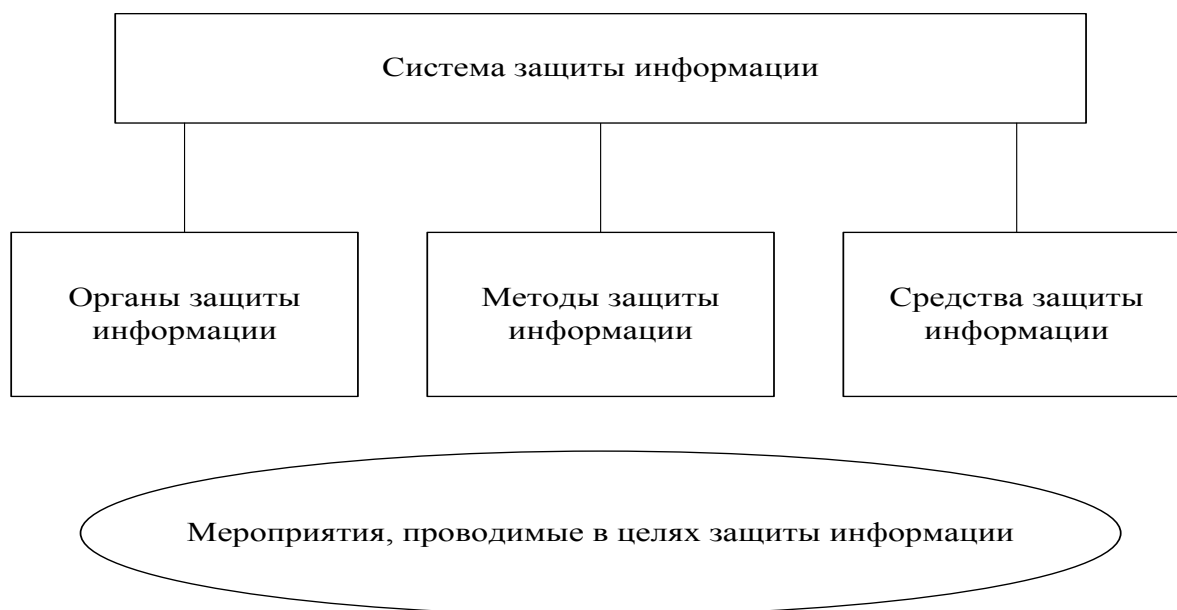 Система защиты информации
Органы защиты
информации
Методы защиты
информации
Средства защиты
информации
Мероприятия, проводимые в целях защиты информации